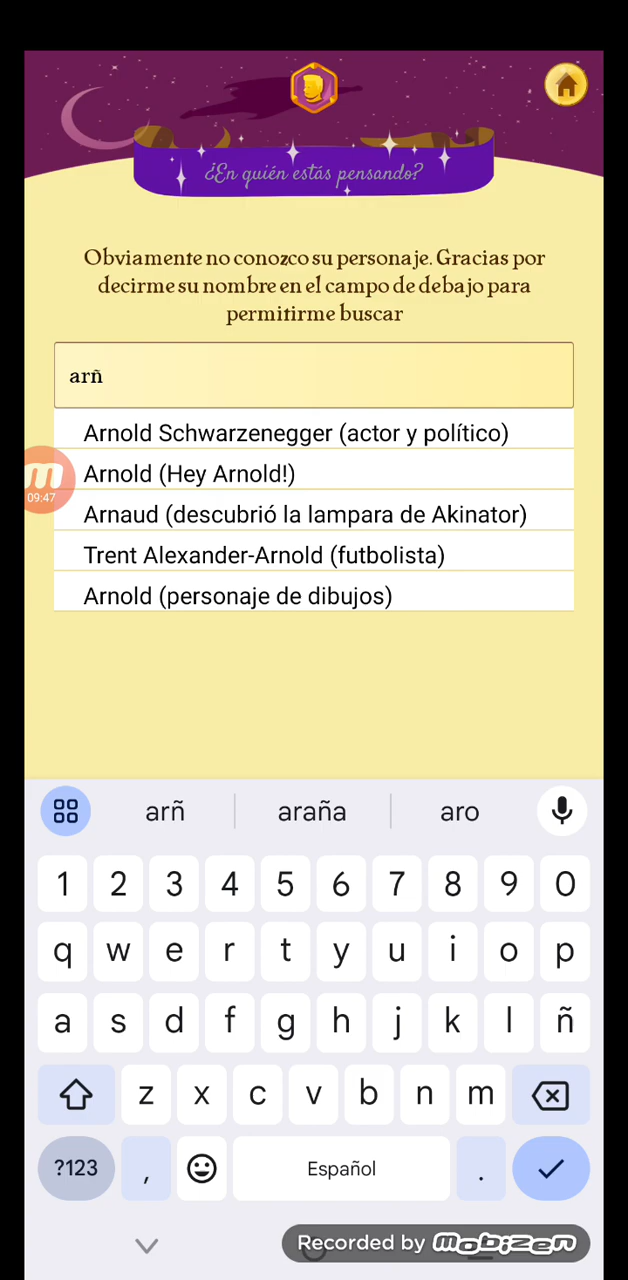 ¿En quién estás pensando?
Obviamente no conozco su personaje. Gracias por
decirme su nombre en el campo de debajo para
permitirme buscar
arñ
Arnold Schwarzenegger (actor y político)
Arnold (Hey Arnold!)
09:47
Arnaud (descubrió la lampara de Akinator)
Trent Alexander-Arnold (futbolista)
Arnold (personaje de dibujos)
arñ araña aro
1 2 3 4 5 6 7 8 9 0
q w e r t y u i o p
a s d f g h j k l ñ
z x c v b n m
?123 , Español .
Recorded by mobizen